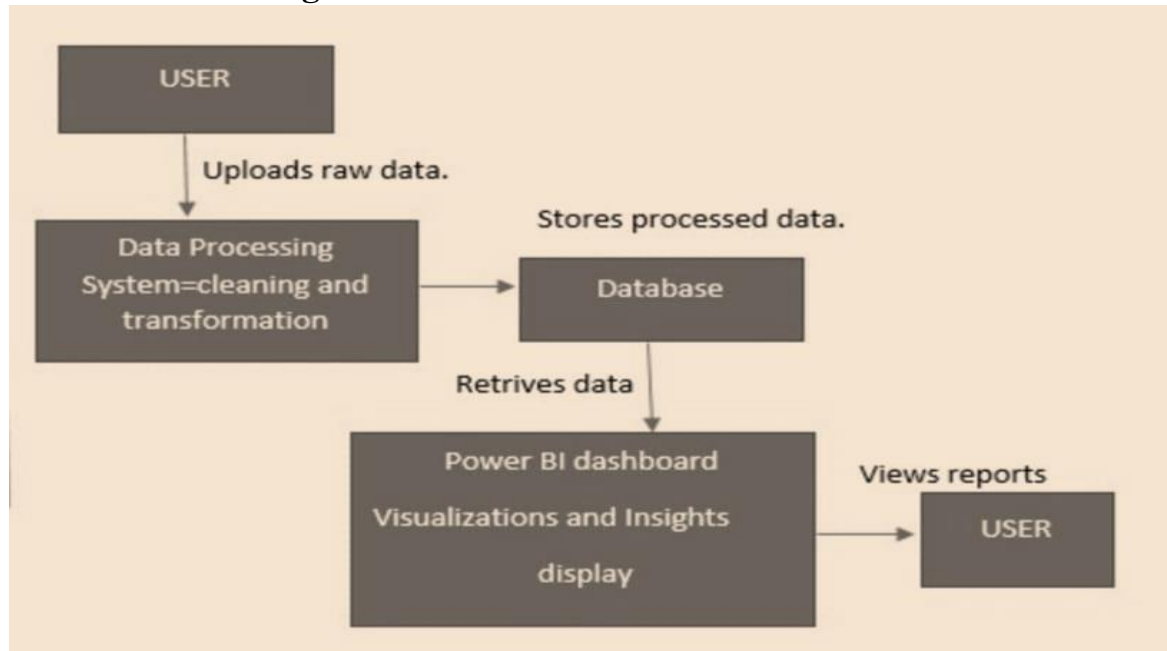 USER
Uploads raw data.
Data Processing
System=cleaning and
transformation
Stores processed data.
Database
Retrives data
Power BI dashboard
Visualizations and Insights
display
Views reports
USER